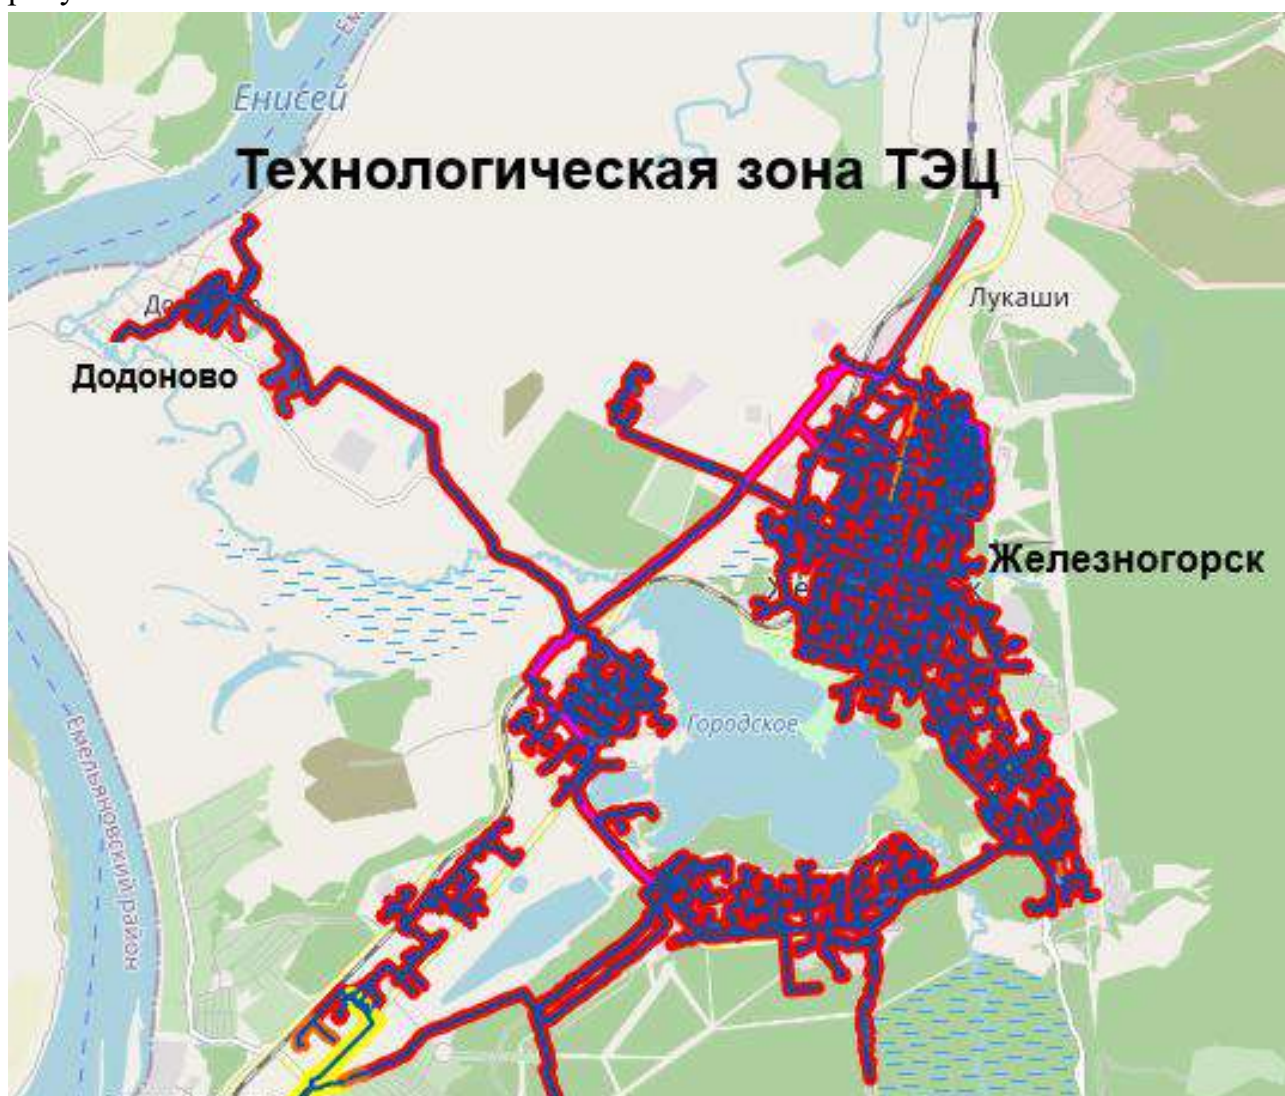 Енисей
Технологическая зона ТЭЦ
Лукаши
Додоново
Железногорск
Городское
Емельяновский район